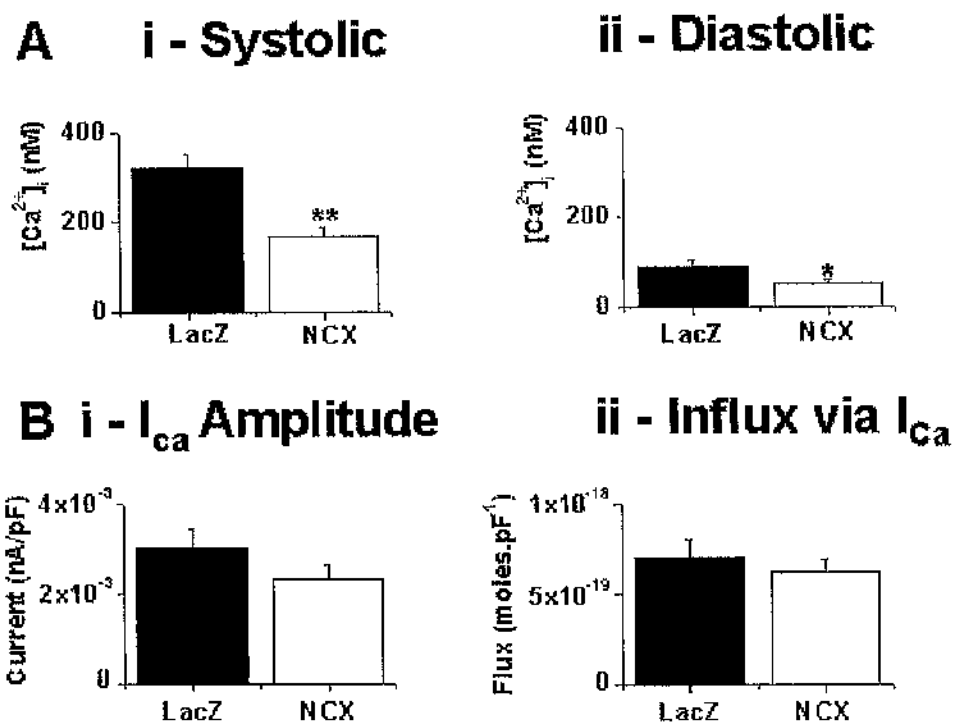 A i - Systolic
ii - Diastolic
[Ca²⁺]ᵢ (nM)
400
200
0
**
LacZ NCX
[Ca²⁺]ᵢ (nM)
400
200
0
*
LacZ NCX
B i - I_ca Amplitude
ii - Influx via I_Ca
Current (nA/pF)
4x10⁻³
2x10⁻³
0
LacZ NCX
Flux (moles.pF⁻¹)
1x10⁻¹⁸
5x10⁻¹⁹
0
LacZ NCX